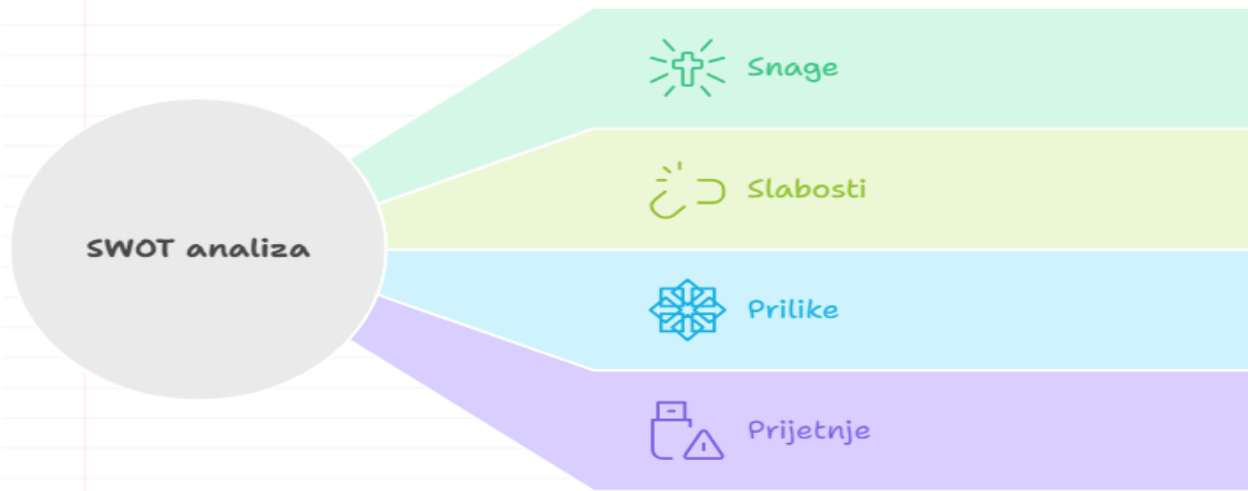 SWOT analiza
Snage
Slabosti
Prilike
Prijetnje